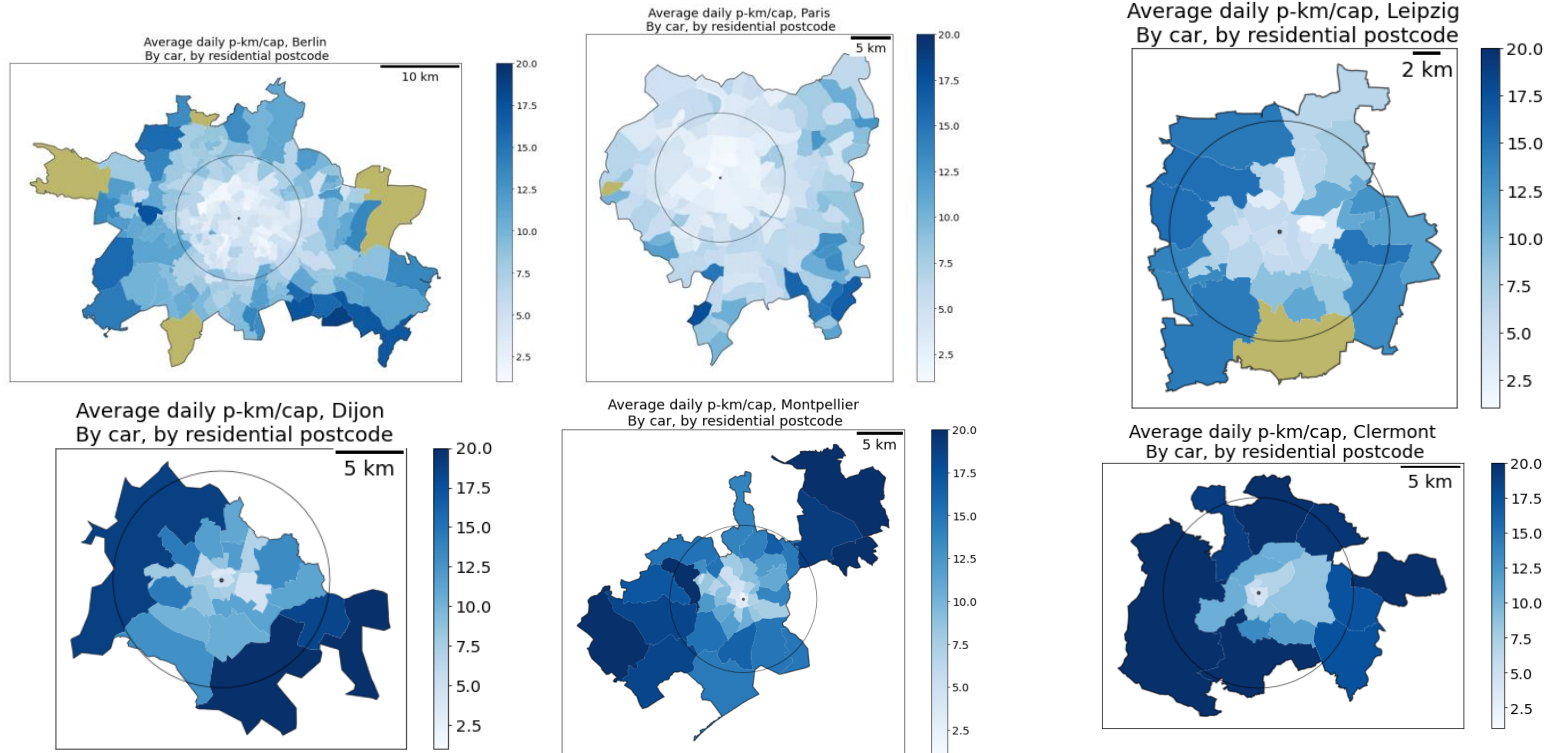 Average daily p-km/cap, Berlin
By car, by residential postcode
10 km
20.0
17.5
15.0
12.5
10.0
7.5
5.0
2.5
Average daily p-km/cap, Paris
By car, by residential postcode
5 km
20.0
17.5
15.0
12.5
10.0
7.5
5.0
2.5
Average daily p-km/cap, Leipzig
By car, by residential postcode
2 km
20.0
17.5
15.0
12.5
10.0
7.5
5.0
2.5
Average daily p-km/cap, Dijon
By car, by residential postcode
5 km
20.0
17.5
15.0
12.5
10.0
7.5
5.0
2.5
Average daily p-km/cap, Montpellier
By car, by residential postcode
5 km
20.0
17.5
15.0
12.5
10.0
7.5
5.0
2.5
Average daily p-km/cap, Clermont
By car, by residential postcode
5 km
20.0
17.5
15.0
12.5
10.0
7.5
5.0
2.5